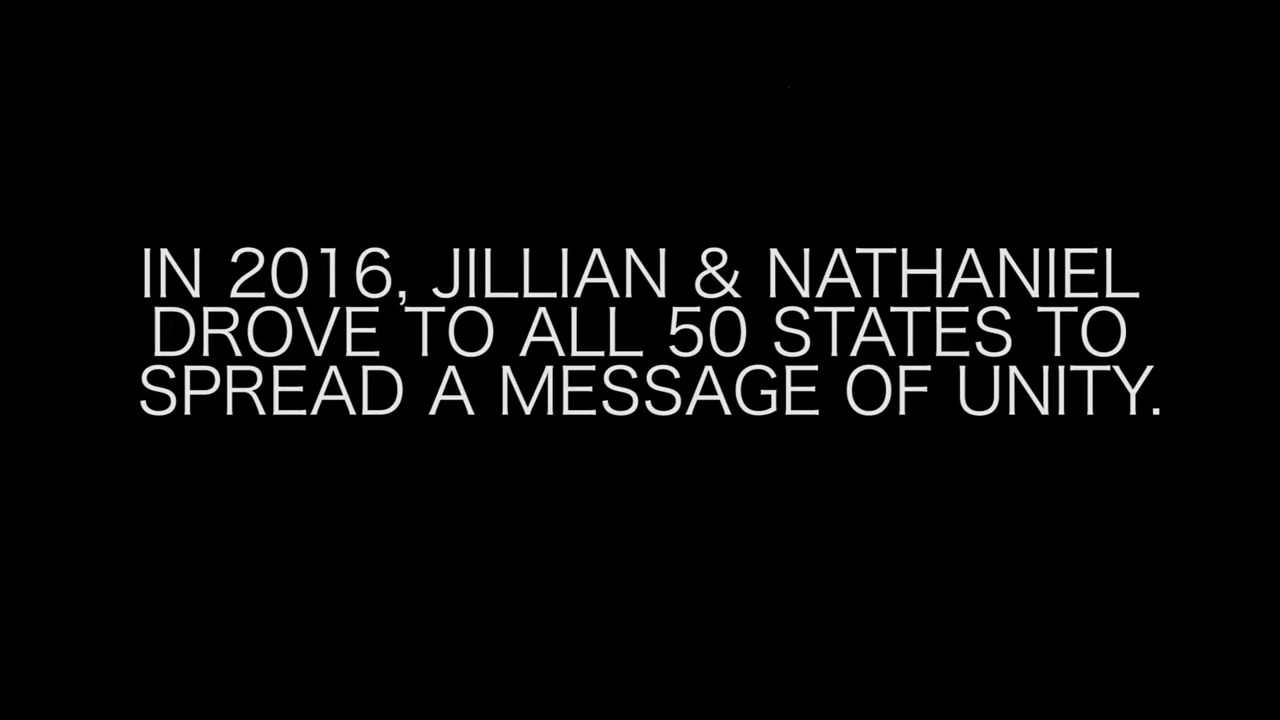 IN 2016, JILLIAN & NATHANIEL
DROVE TO ALL 50 STATES TO
SPREAD A MESSAGE OF UNITY.